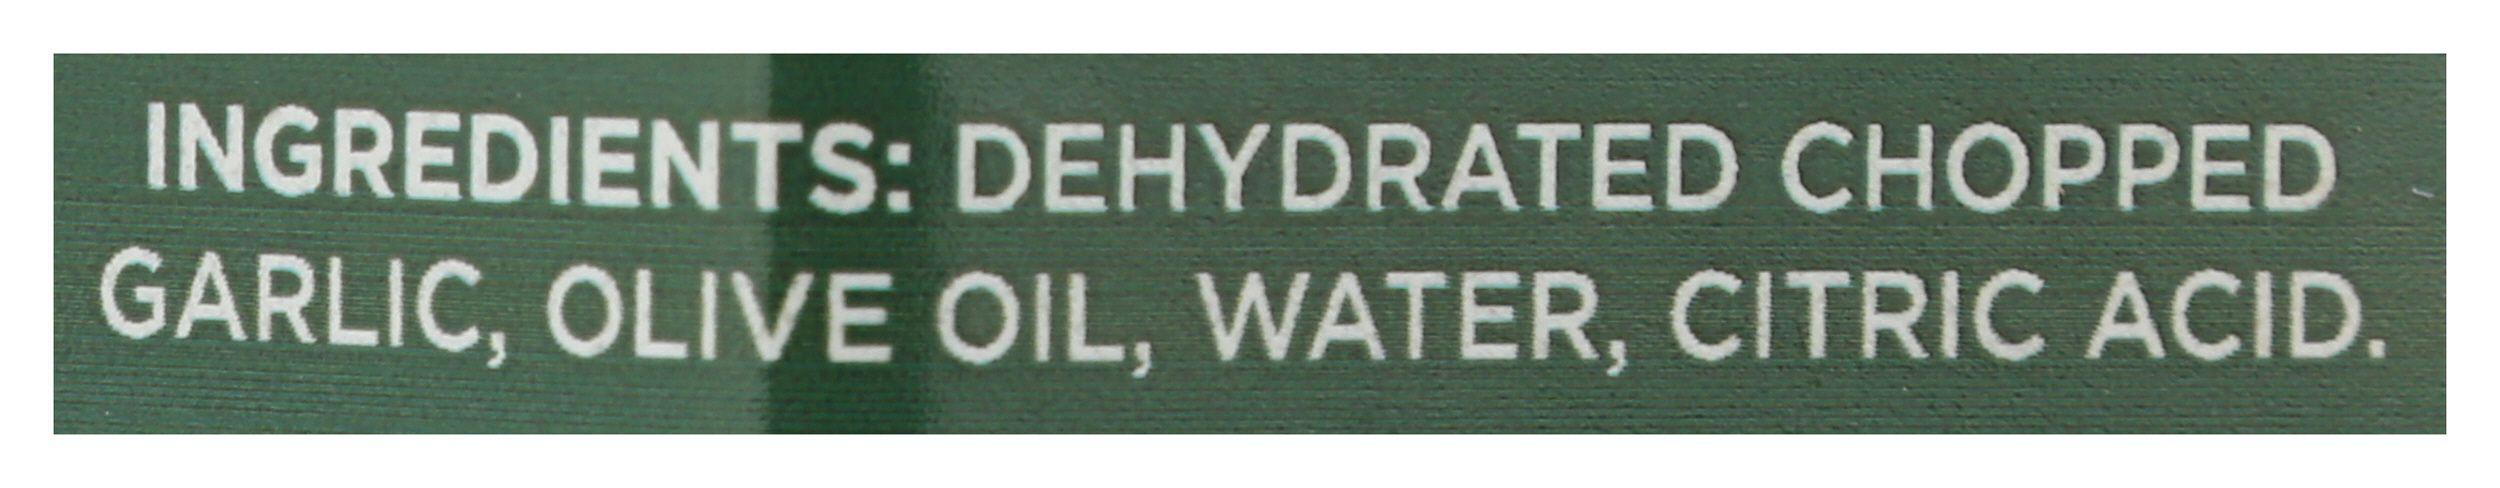 INGREDIENTS: DEHYDRATED CHOPPED
GARLIC, OLIVE OIL, WATER, CITRIC ACID.